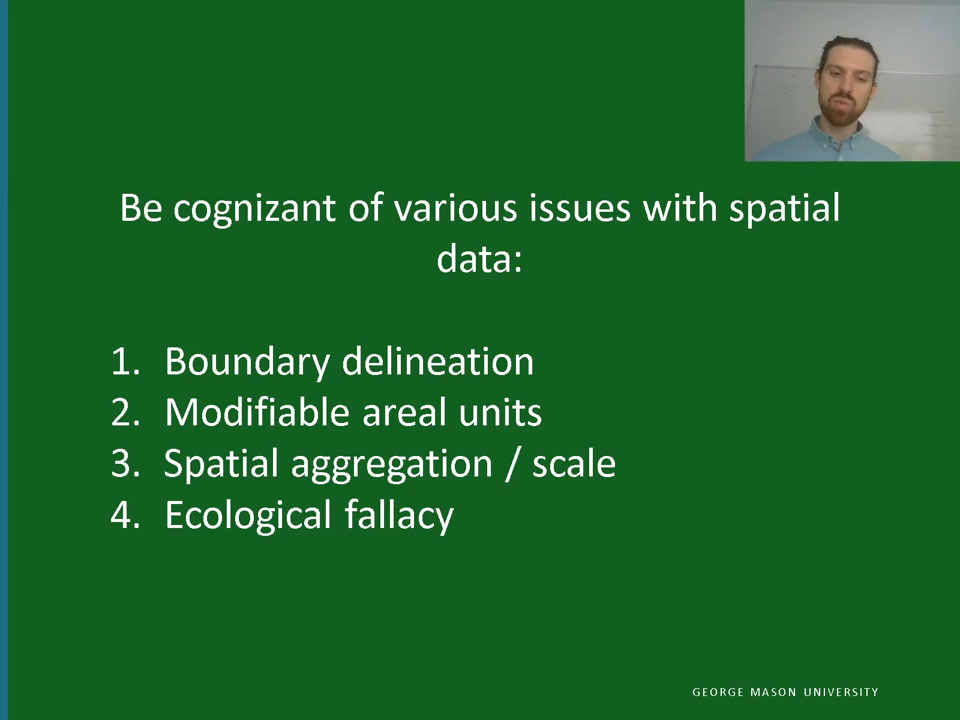 Be cognizant of various issues with spatial
data:
1. Boundary delineation
2. Modifiable areal units
3. Spatial aggregation / scale
4. Ecological fallacy
GEORGE MASON UNIVERSITY